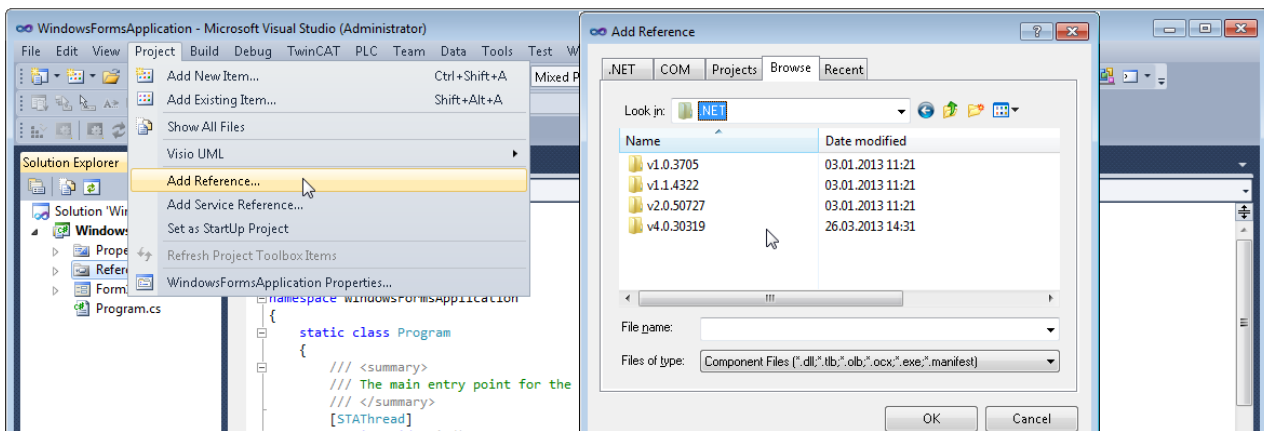 WindowsFormsApplication - Microsoft Visual Studio (Administrator)
File Edit View Project Build Debug TwinCAT PLC Team Data Tools Test
Add New Item... Ctrl+Shift+A
Mixed
Add Existing Item... Shift+Alt+A
Show All Files
Visio UML
Solution Explorer
Add Reference...
Add Service Reference...
Set as StartUp Project
Refresh Project Toolbox Items
WindowsFormsApplication Properties...
Solution
Program.cs
namespace WindowsFormsApplication
{
static class Program
{
/// <summary>
/// The main entry point for the
/// </summary>
[STAThread]
Add Reference
.NET COM Projects Browse Recent
Look in: .NET
Name Date modified
v1.0.3705 03.01.2013 11:21
v1.1.4322 03.01.2013 11:21
v2.0.50727 03.01.2013 11:21
v4.0.30319 26.03.2013 14:31
File name:
Files of type: Component Files (*.dll;*.tlb;*.olb;*.ocx;*.exe;*.manifest)
OK Cancel